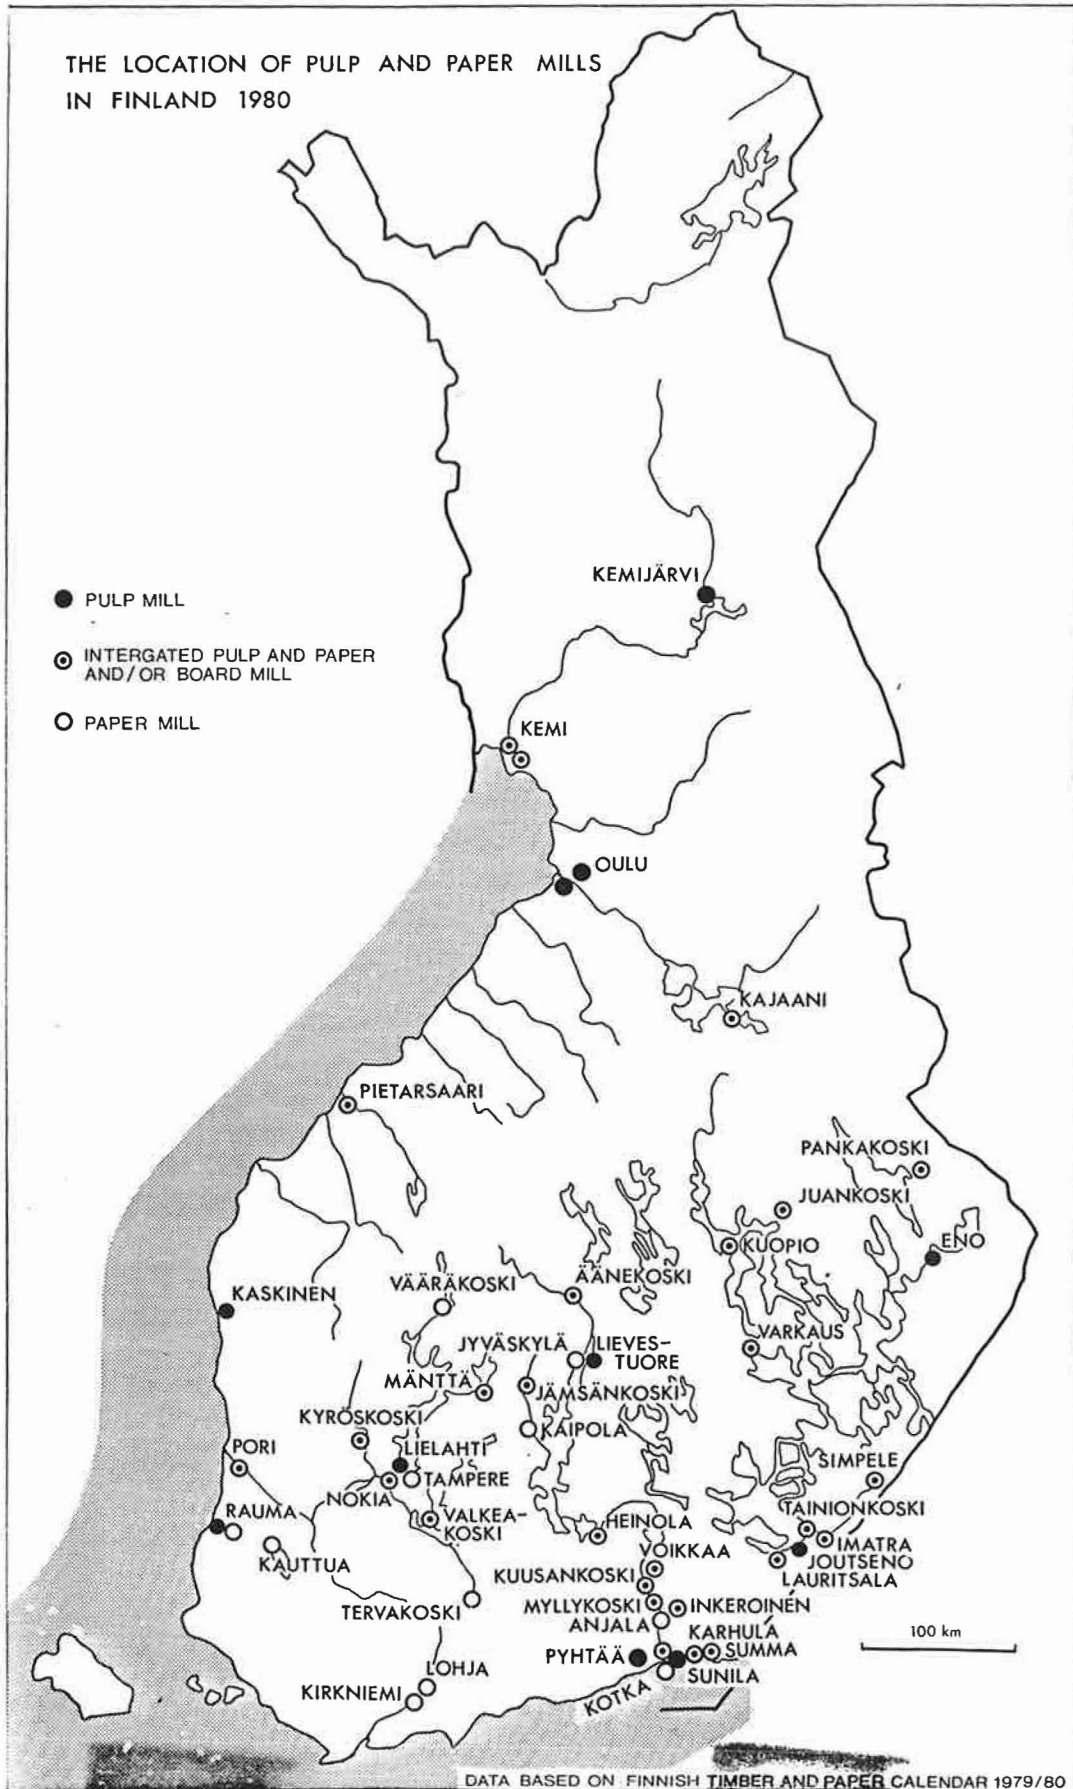 THE LOCATION OF PULP AND PAPER MILLS
IN FINLAND 1980
KEMIJÄRVI
PULP MILL
INTERGATED PULP AND PAPER
AND/OR BOARD MILL
PAPER MILL
KEMI
OULU
KAJAANI
PIETARSAARI
PANKAKOSKI
JUANKOSKI
KUOPIO
ENO
KASKINEN
VÄÄRÄKOSKI
ÄÄNEKOSKI
VARKAUS
JYVÄSKYLÄ
LIEVES-
TUORE
MÄNTTÄ
JÄMSÄNKOSKI
KYRÖSKOSKI
KAIPOLA
PORI
LIELAHTI
SIMPELE
TAMPERE
NOKIA
RAUMA
VALKEA-
KOSKI
HEINOLA
TAINIONKOSKI
IMATRA
KAUTTUA
VOIKKAA
JOUTSENO
LAURITSALA
KUUSANKOSKI
TERVAKOSKI
MYLLYKOSKI
INKEROINEN
ANJALA
KARHULA
100 km
PYHTÄÄ
SUMMA
SUNILA
LOHJA
KIRKNIEMI
KOTKA
DATA BASED ON FINNISH TIMBER AND PAPER CALENDAR 1979/80